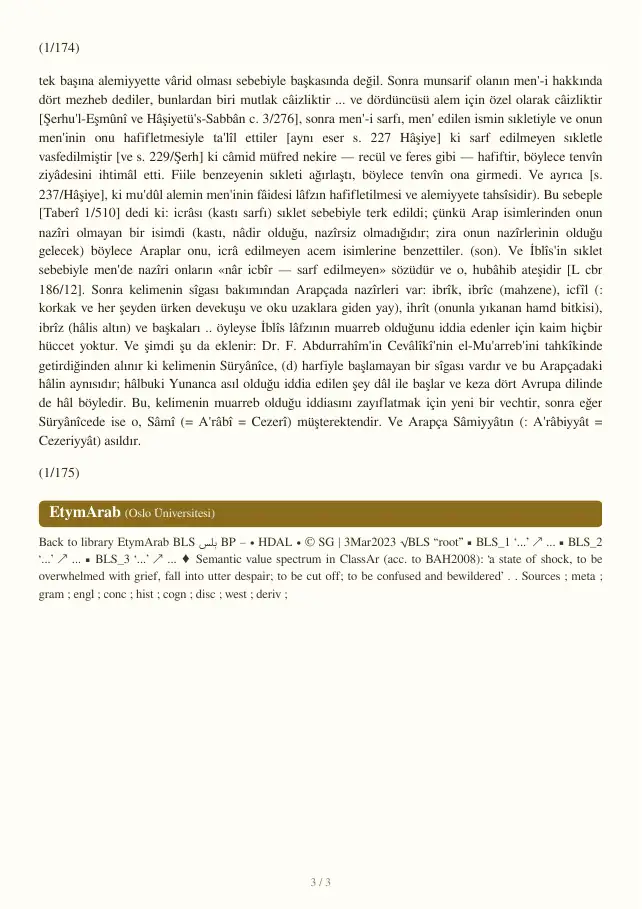 (1/174)
tek başına alemiyyette vârid olması sebebiyle başkasında değil. Sonra munsarif olanın men'-i hakkında
dört mezheb dediler, bunlardan biri mutlak câizliktir ... ve dördüncüsü alem için özel olarak câizliktir
[Şerhu'l-Eşmûnî ve Hâşiyetü's-Sabbân c. 3/276], sonra men'-i sarfı, men' edilen ismin sıkletiyle ve onun
men'inin onu hafifletmesiyle ta'lîl ettiler [aynı eser s. 227 Hâşiye] ki sarf edilmeyen sıkletle
vasfedilmiştir [ve s. 229/Şerh] ki câmid müfred nekire — recül ve feres gibi — hafiftir, böylece tenvîn
ziyâdesini ihtimâl etti. Fiile benzeyenin sıkleti ağırlaştı, böylece tenvîn ona girmedi. Ve ayrıca [s.
237/Hâşiye], ki mu'dûl alemin men'inin fâidesi lâfzın hafifletilmesi ve alemiyyete tahsîsidir). Bu sebeple
[Taberî 1/510] dedi ki: icrâsı (kastı sarfı) sıklet sebebiyle terk edildi; çünkü Arap isimlerinden onun
nazîri olmayan bir isimdi (kastı, nâdir olduğu, nazîrsiz olmadığıdır; zira onun nazîrlerinin olduğu
gelecek) böylece Araplar onu, icrâ edilmeyen acem isimlerine benzettiler. (son). Ve İblîs'in sıklet
sebebiyle men'de nazîri onların «nâr icbîr — sarf edilmeyen» sözüdür ve o, hubâhib ateşidir [L cbr
186/12]. Sonra kelimenin sîgası bakımından Arapçada nazîrleri var: ibrîk, ibrîc (mahzene), icfîl (:
korkak ve her şeyden ürken devekuşu ve oku uzaklara giden yay), ihrît (onunla yıkanan hamd bitkisi),
ibrîz (hâlis altın) ve başkaları .. öyleyse İblîs lâfzının muarreb olduğunu iddia edenler için kaim hiçbir
hüccet yoktur. Ve şimdi şu da eklenir: Dr. F. Abdurrahîm'in Cevâlîkî'nin el-Mu'arreb'ini tahkîkinde
getirdiğinden alınır ki kelimenin Süryânîce, (d) harfiyle başlamayan bir sîgası vardır ve bu Arapçadaki
hâlin aynısıdır; hâlbuki Yunanca asıl olduğu iddia edilen şey dâl ile başlar ve keza dört Avrupa dilinde
de hâl böyledir. Bu, kelimenin muarreb olduğu iddiasını zayıflatmak için yeni bir vechtir, sonra eğer
Süryânîcede ise o, Sâmî (= A'râbî = Cezerî) müşterektendir. Ve Arapça Sâmiyyâtın (: A'râbiyyât =
Cezeriyyât) asıldır.
(1/175)
EtymArab (Oslo Üniversitesi)
Back to library EtymArab BLS بلس BP – • HDAL • © SG | 3Mar2023 √BLS “root” ▪ BLS_1 ‘…’ ↗ ... ▪ BLS_2
‘…’ ↗ ... ▪ BLS_3 ‘…’ ↗ ... ♦ Semantic value spectrum in ClassAr (acc. to BAH2008): ‘a state of shock, to be
overwhelmed with grief, fall into utter despair; to be cut off; to be confused and bewildered’ . . Sources ; meta ;
gram ; engl ; conc ; hist ; cogn ; disc ; west ; deriv ;
3 / 3